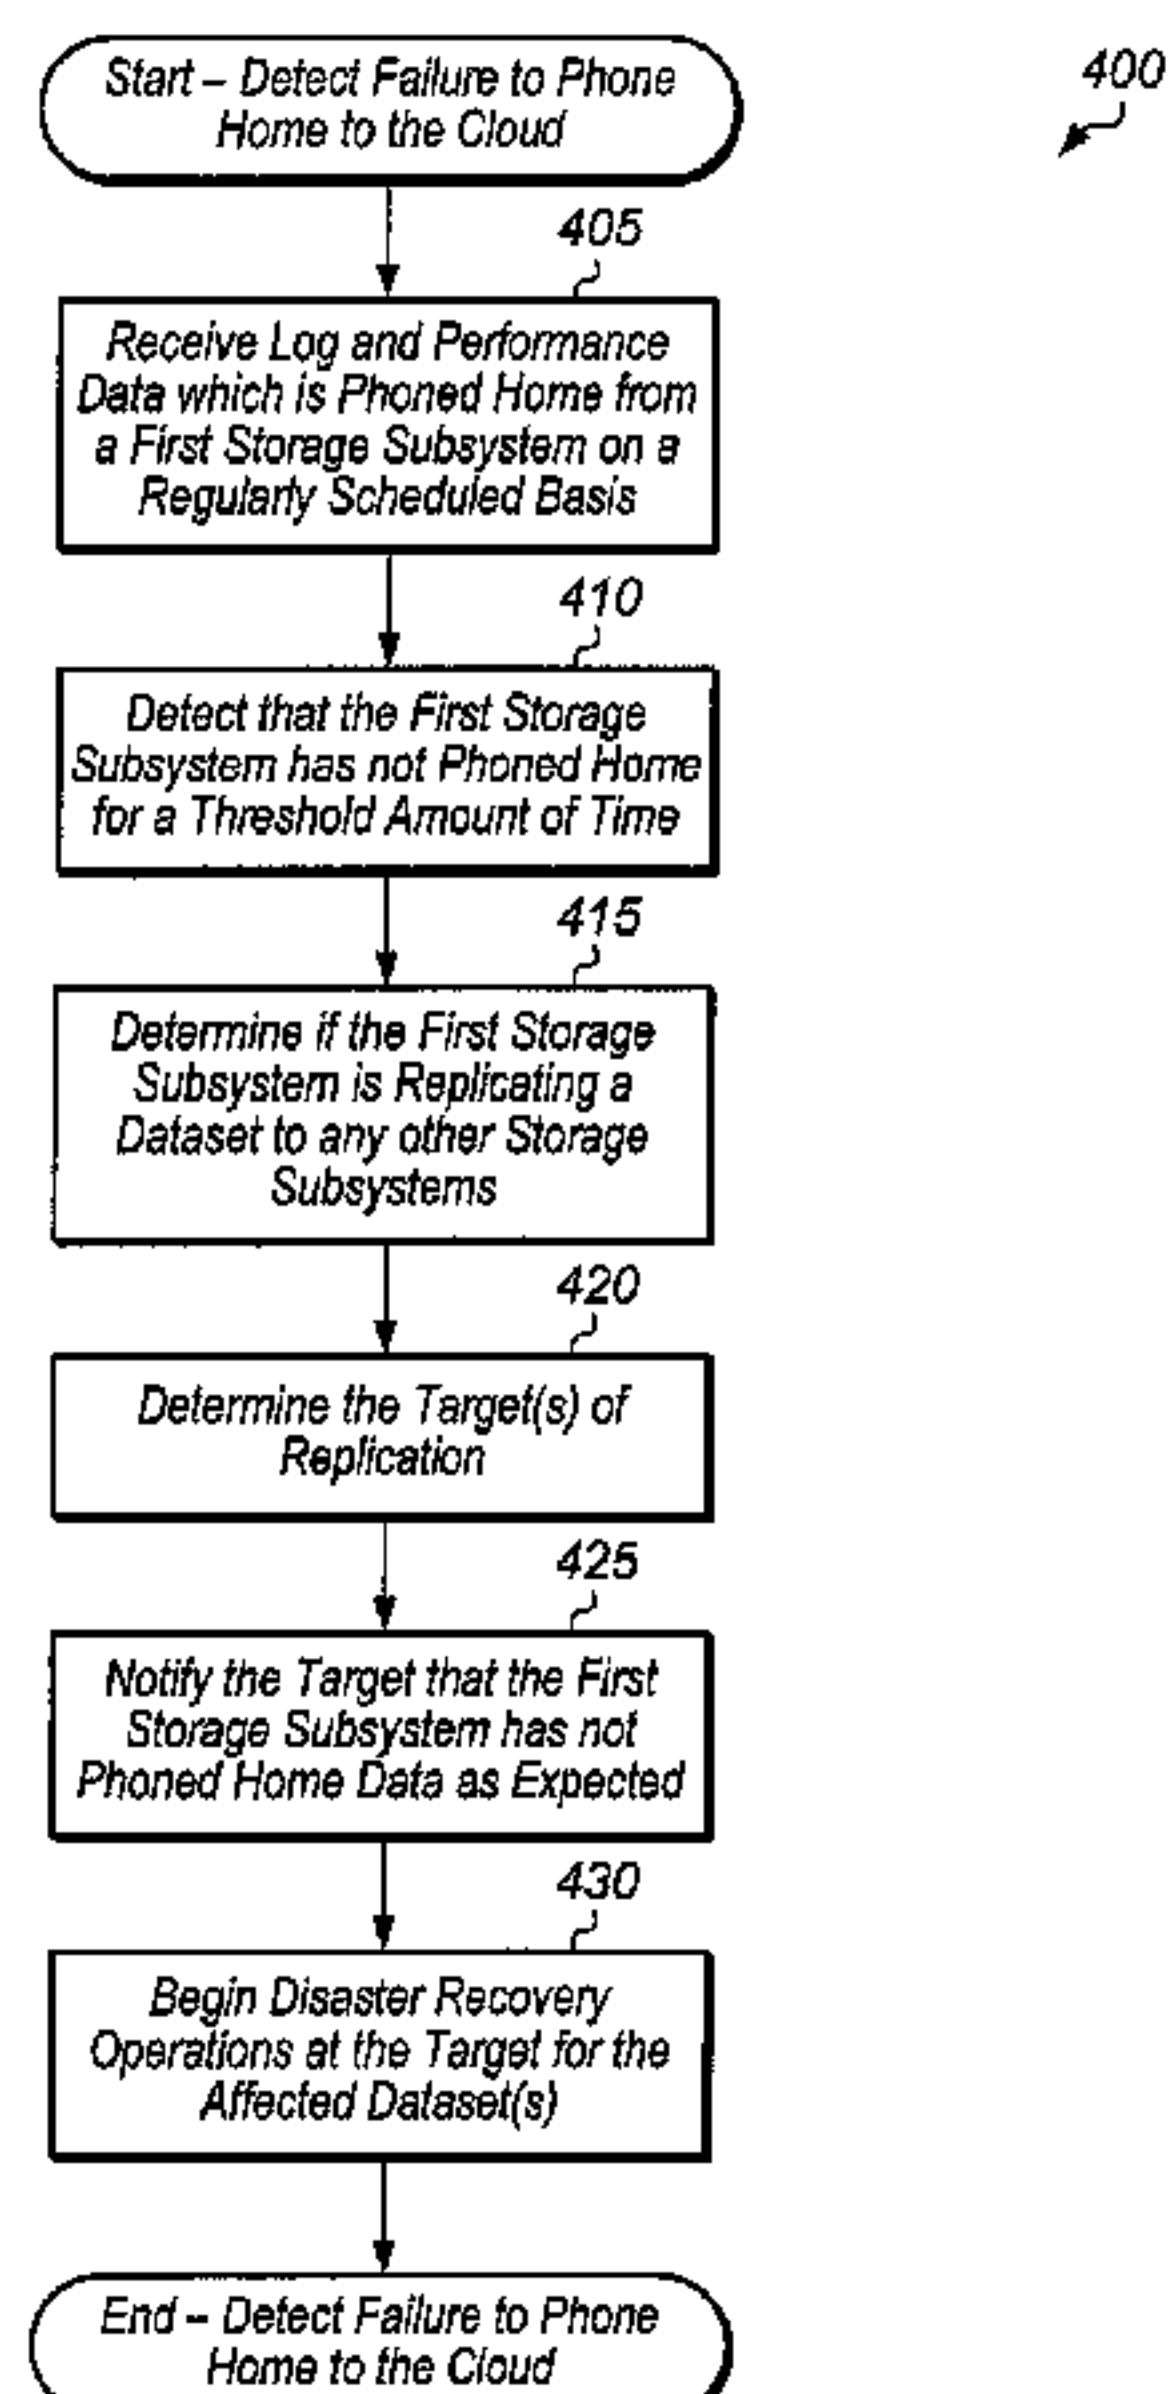 Start – Detect Failure to Phone
Home to the Cloud
400
405
Receive Log and Performance
Data which is Phoned Home from
a First Storage Subsystem on a
Regularly Scheduled Basis
410
Detect that the First Storage
Subsystem has not Phoned Home
for a Threshold Amount of Time
415
Determine if the First Storage
Subsystem is Replicating a
Dataset to any other Storage
Subsystems
420
Determine the Target(s) of
Replication
425
Notify the Target that the First
Storage Subsystem has not
Phoned Home Data as Expected
430
Begin Disaster Recovery
Operations at the Target for the
Affected Dataset(s)
End – Detect Failure to Phone
Home to the Cloud